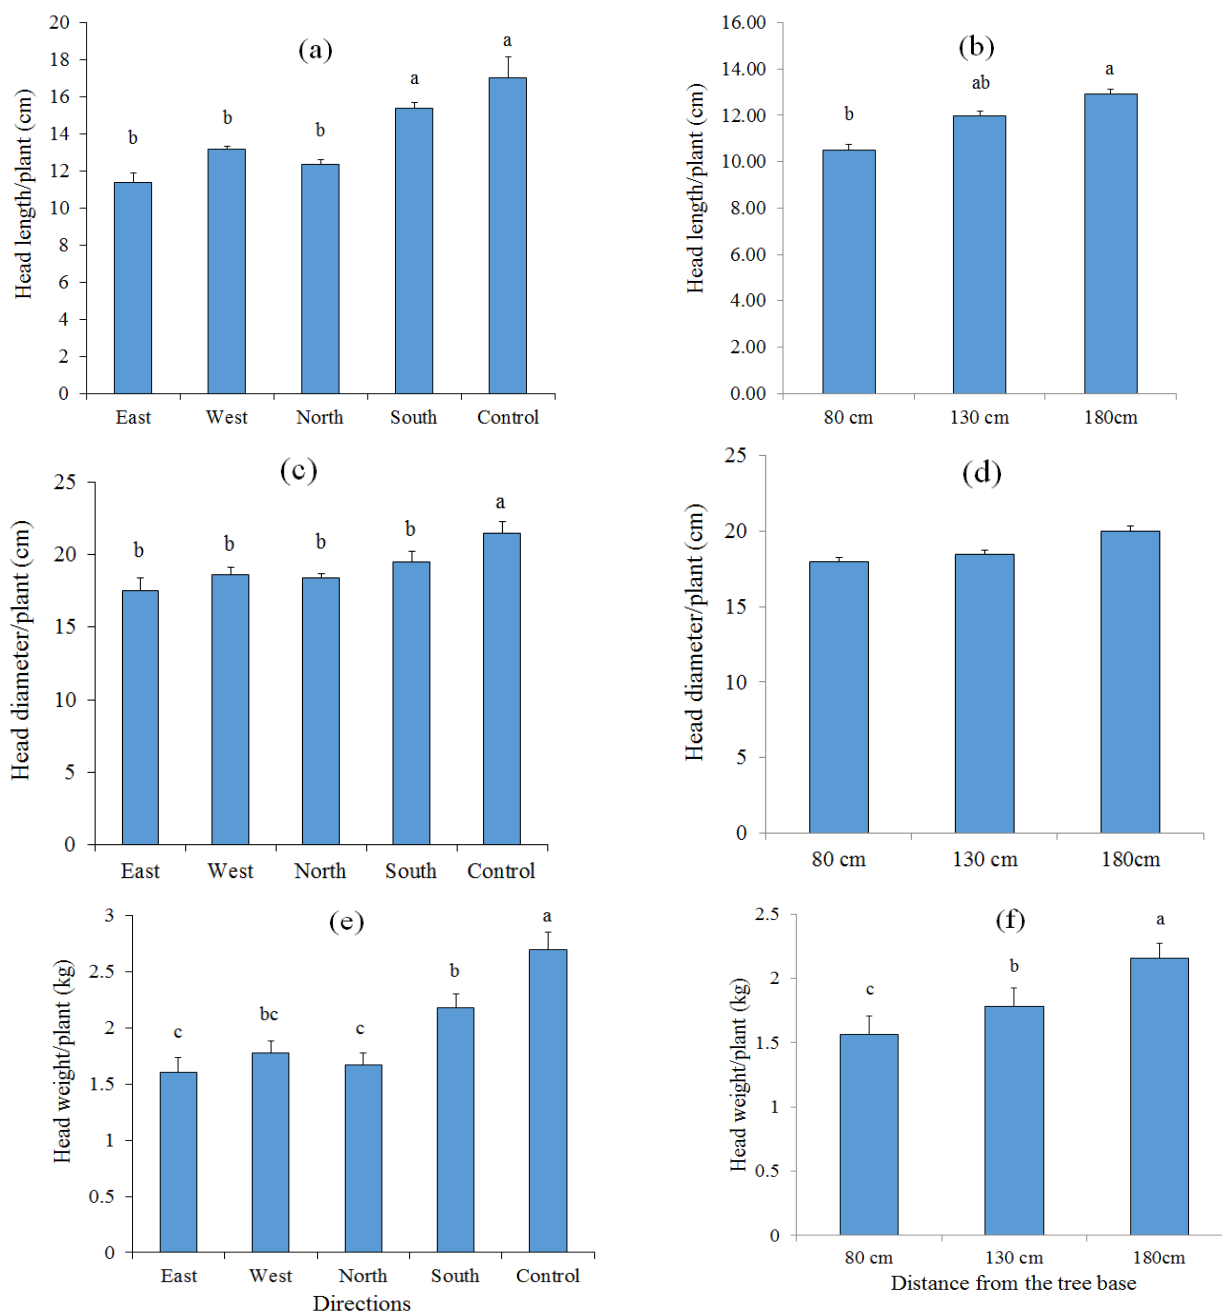 (a)
Head length/plant (cm)
20
18
16
14
12
10
8
6
4
2
0
b
b
b
a
a
East West North South Control
(b)
Head length/plant (cm)
16.00
14.00
12.00
10.00
8.00
6.00
4.00
2.00
0.00
b
ab
a
80 cm 130 cm 180cm
(c)
Head diameter/plant (cm)
25
20
15
10
5
0
b
b
b
b
a
East West North South Control
(d)
Head diameter/plant (cm)
25
20
15
10
5
0
80 cm 130 cm 180cm
(e)
Head weight/plant (kg)
3
2.5
2
1.5
1
0.5
0
c
bc
c
b
a
East West North South Control
Directions
(f)
Head weight/plant (kg)
2.5
2
1.5
1
0.5
0
c
b
a
80 cm 130 cm 180cm
Distance from the tree base